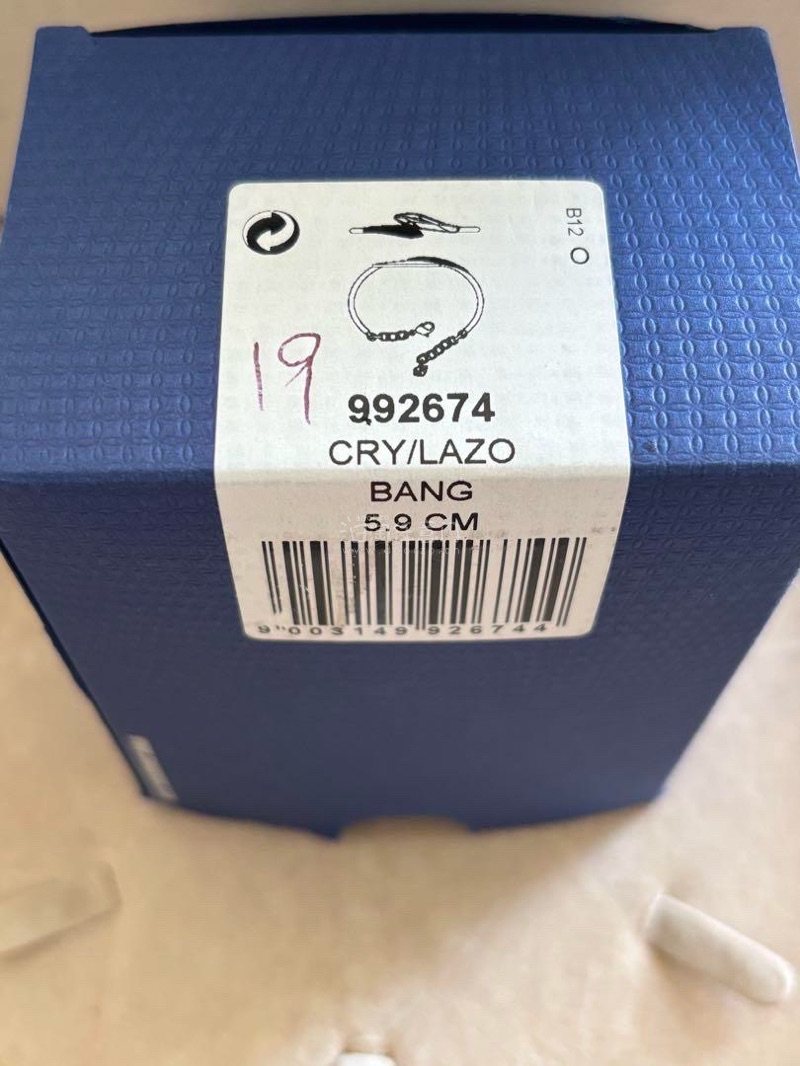 B12 O
19
992674
CRY/LAZO
BANG
5.9 CM
9 003149 926744